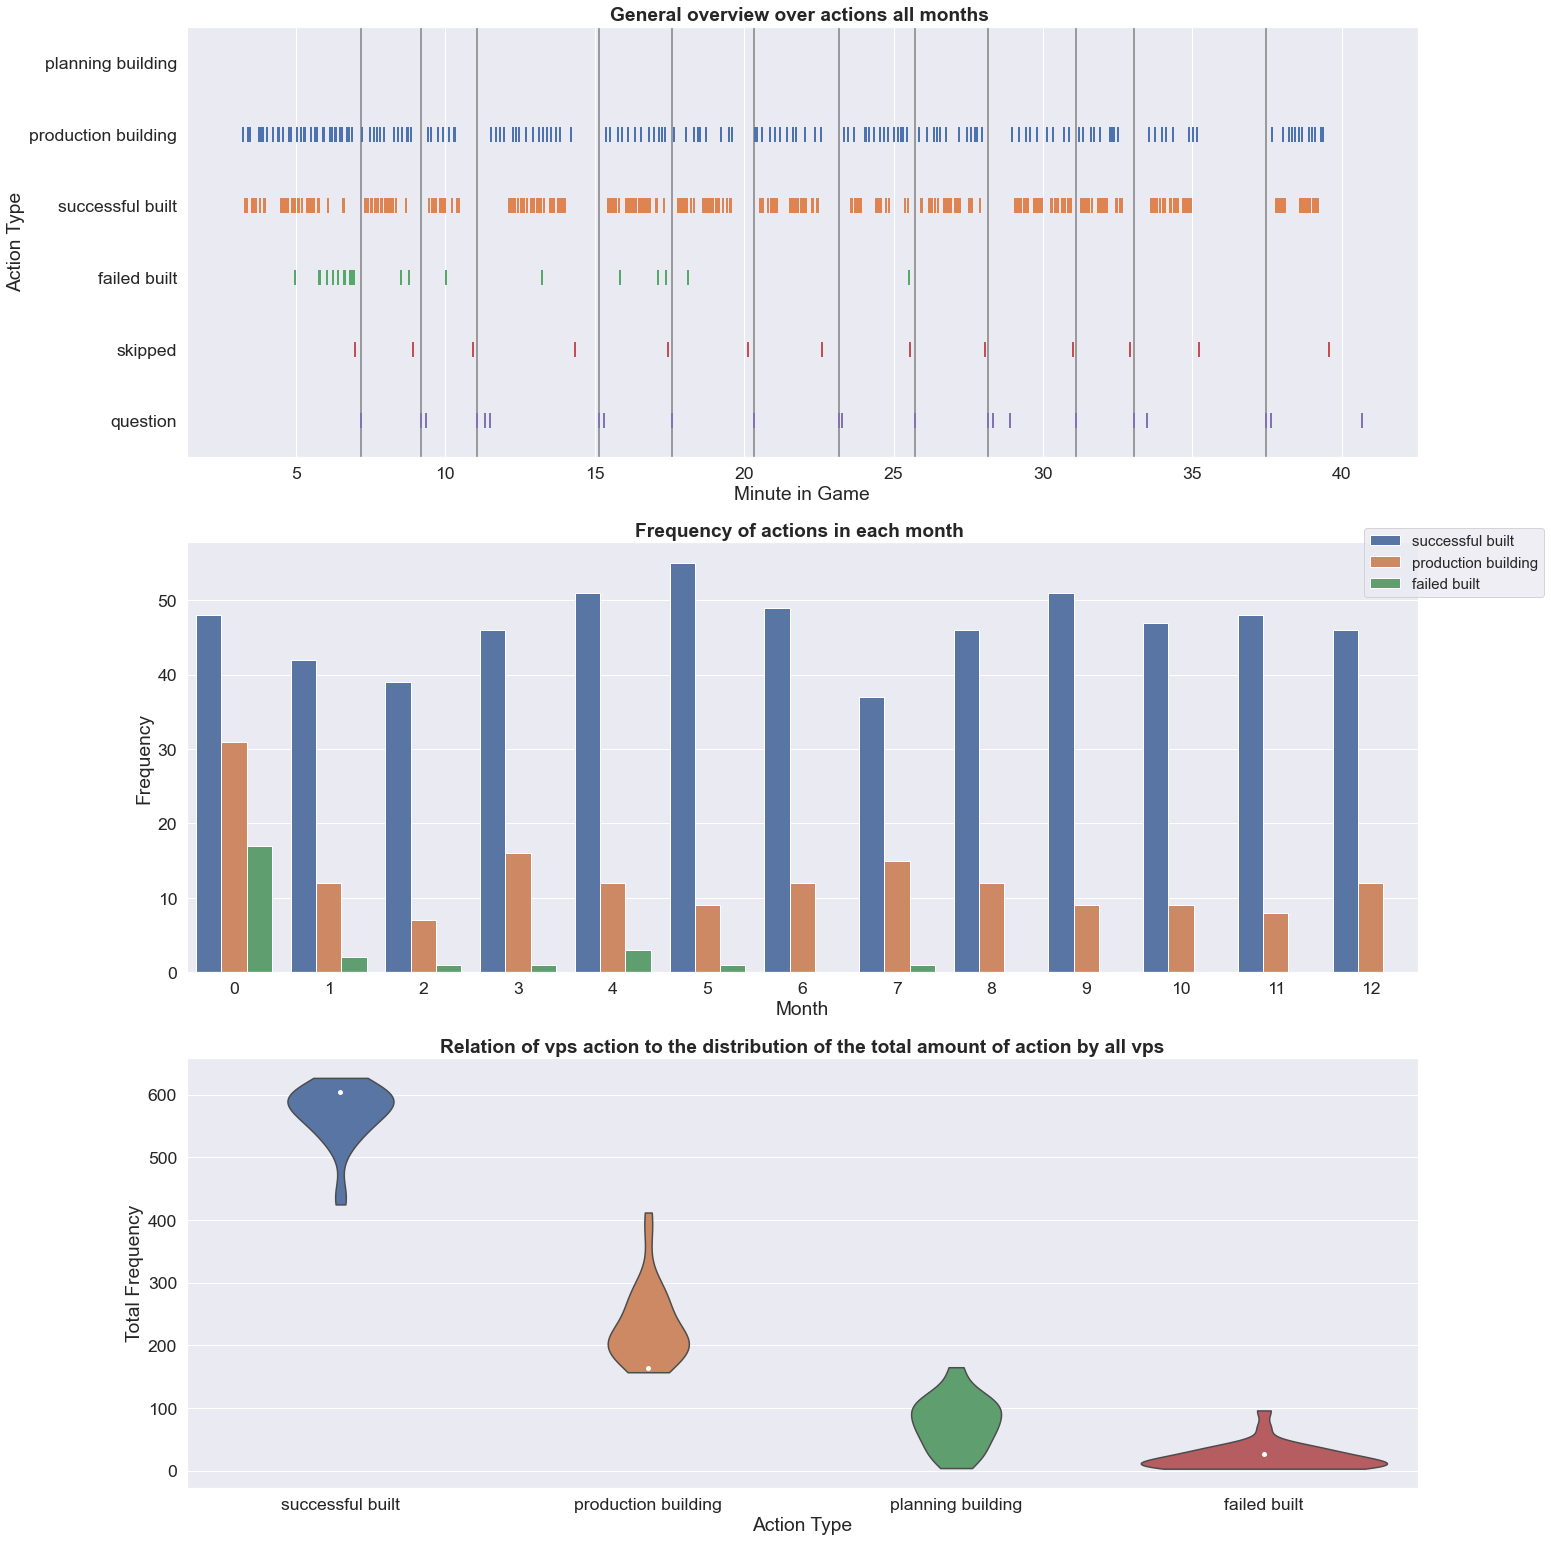 General overview over actions all months
planning building
production building
successful built
failed built
skipped
question
Action Type
5 10 15 20 25 30 35 40
Minute in Game
Frequency of actions in each month
successful built
production building
failed built
50
40
30
20
10
0
Frequency
0 1 2 3 4 5 6 7 8 9 10 11 12
Month
Relation of vps action to the distribution of the total amount of action by all vps
600
500
400
300
200
100
0
Total Frequency
successful built production building planning building failed built
Action Type